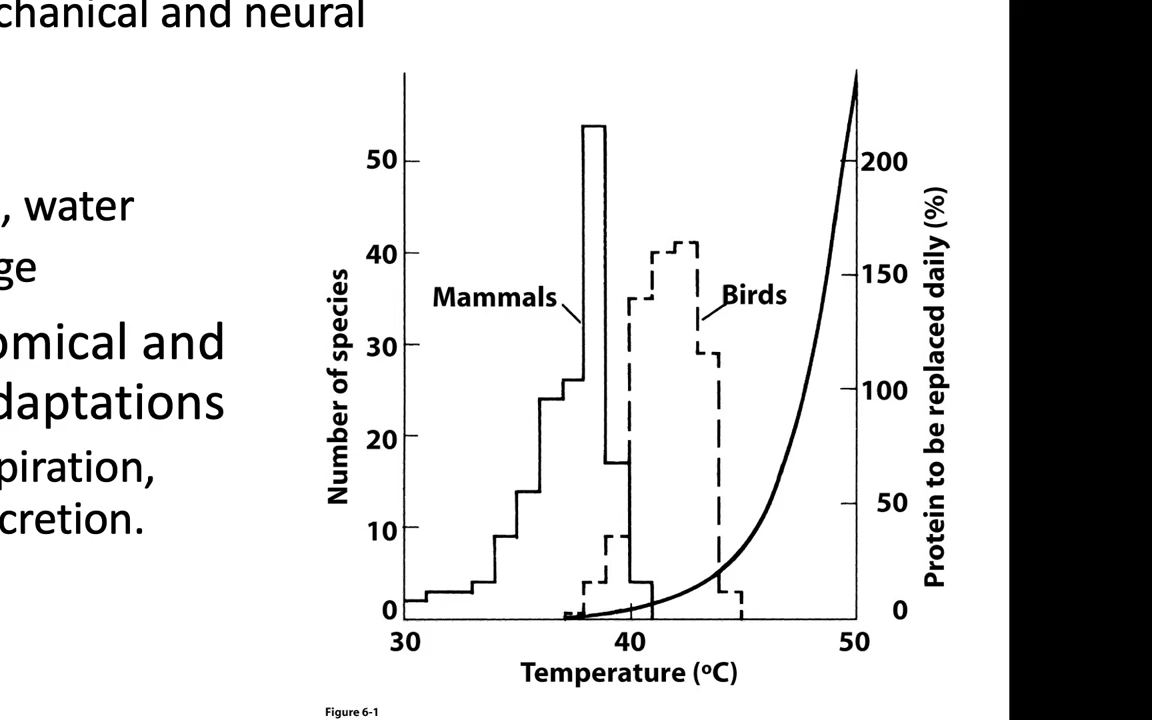 chanical and neural
, water
ge
omical and
daptations
piration,
cretion.
Number of species
50
40
30
20
10
0
Mammals
Birds
200
150
100
50
0
Protein to be replaced daily (%)
30
40
50
Temperature (ºC)
Figure 6-1